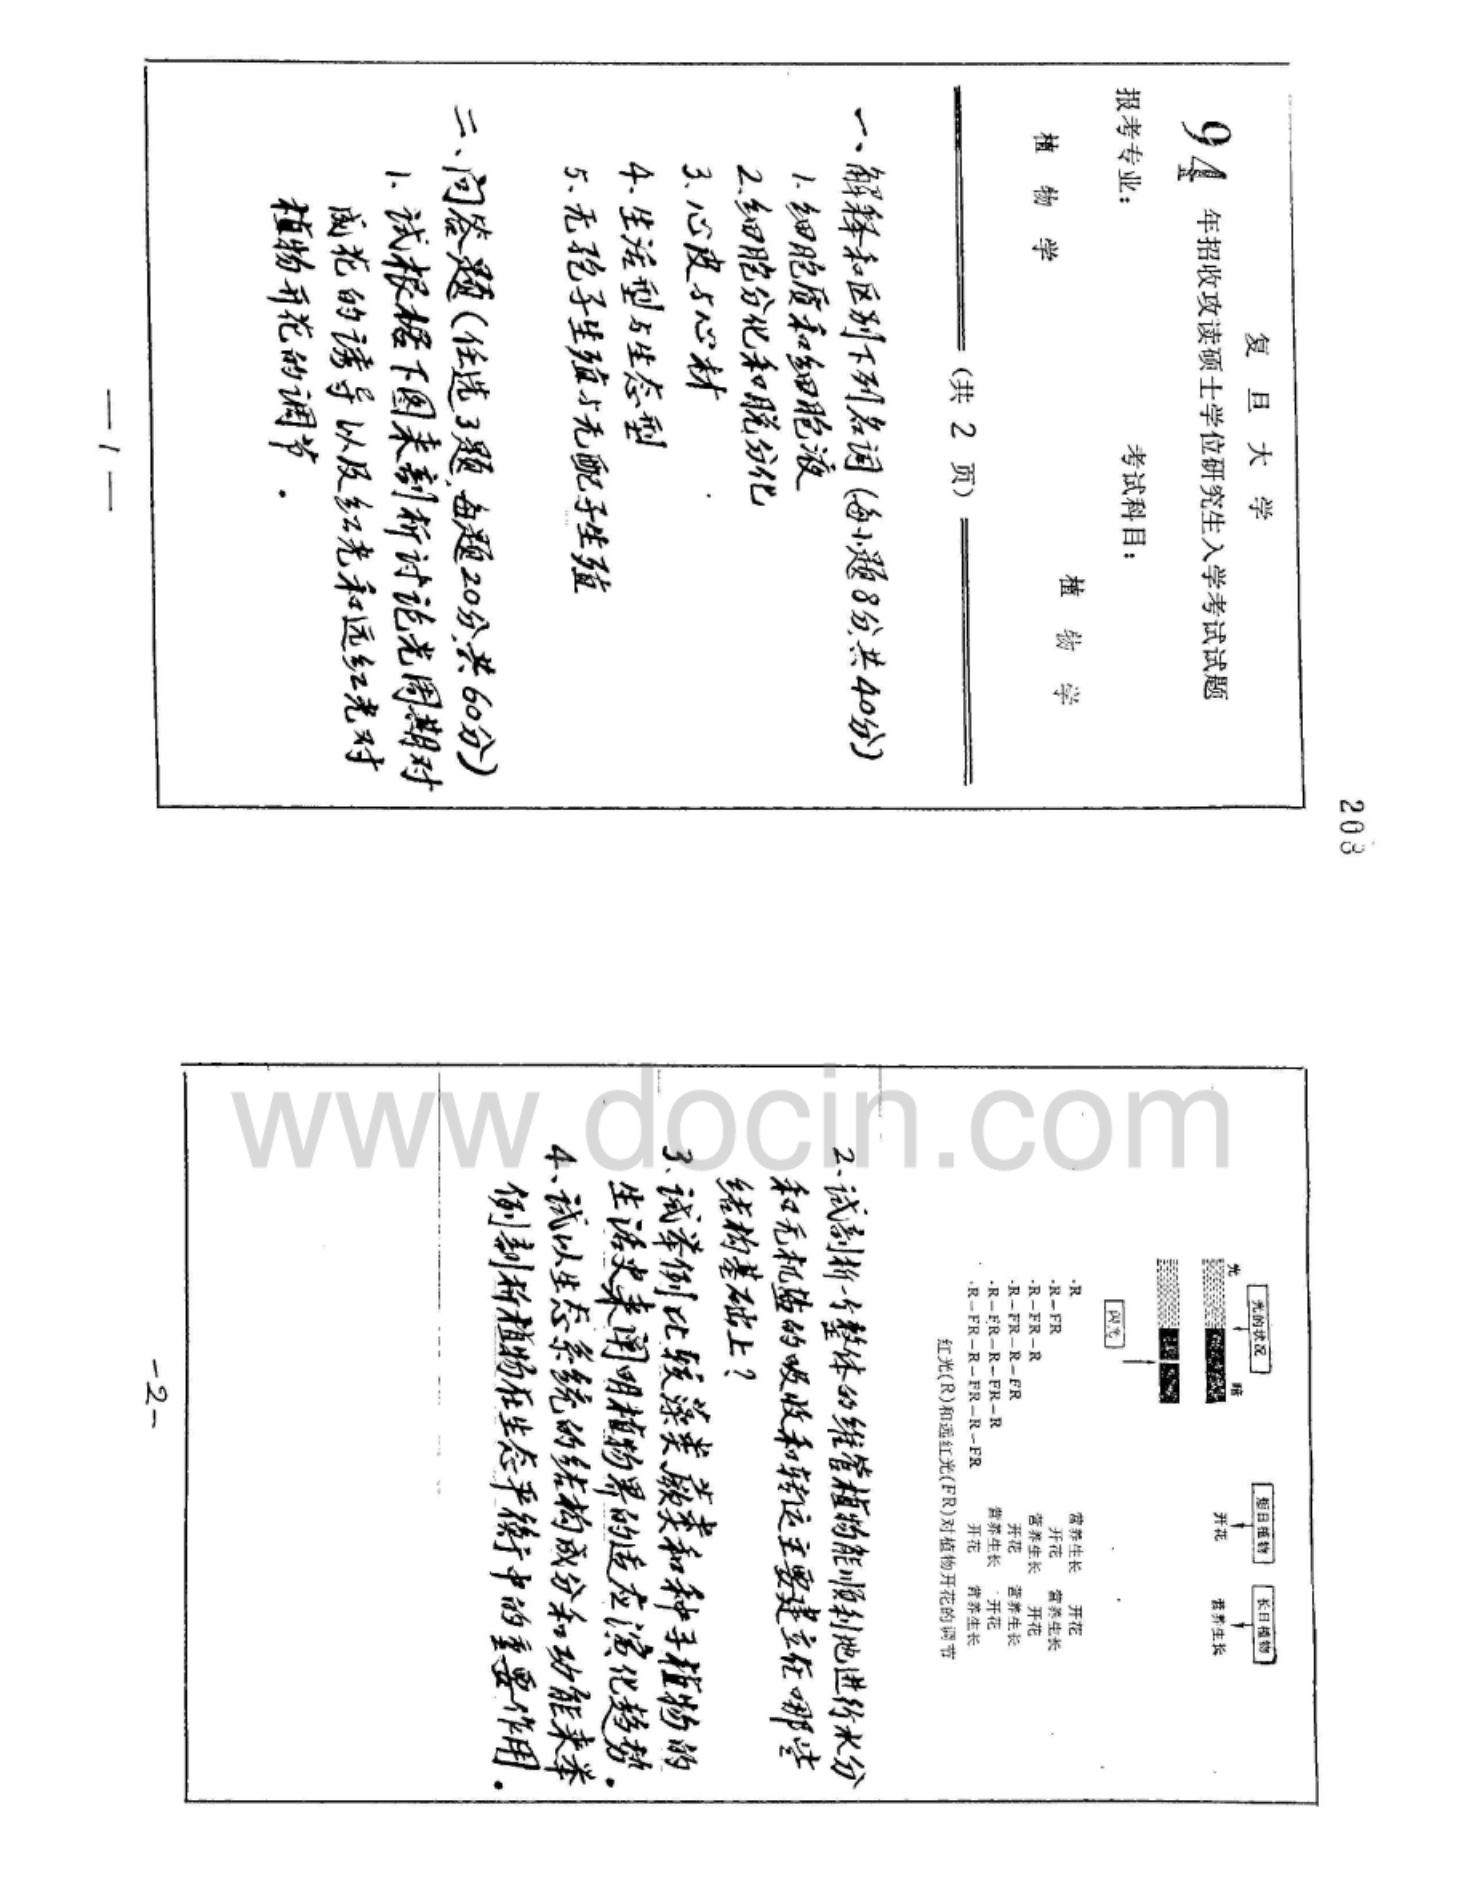 203
复旦大学
94年招收攻读硕士学位研究生入学考试试题
报考专业： 考试科目：
植物学 植物学
（共 2 页）
一、解释和区别下列名词（每小题8分,共40分）
1. 细胞质和细胞液
2. 细胞分化和脱分化
3. 心皮与心材
4. 生活型与生态型
5. 无孢子生殖与无配子生殖
二、问答题（任选3题,每题20分,共60分）
1. 试根据下图来剖析讨论光周期对
成花的诱导以及红光和远红光对
植物开花的调节.
—1—
光的状况 短日植物 长日植物
光 暗
开花 营养生长
闪光
·R 营养生长 开花
·R－FR 开花 营养生长
·R－FR－R 营养生长 开花
·R－FR－R－FR 开花 营养生长
·R－FR－R－FR－R 营养生长 开花
·R－FR－R－FR－R－FR 开花 营养生长
红光(R)和远红光(FR)对植物开花的调节
2、试剖析一个整体的维管植物能顺利地进行水分
和无机盐的吸收和转运主要建立在哪些
结构基础上?
3、试举例比较藻类、苔类、蕨类和种子植物的
生活史来阐明植物界的适应演化趋势.
4、试以生态系统的结构成分和功能来举
例剖析植物在生态平衡中的重要作用.
-2-
www.docin.com